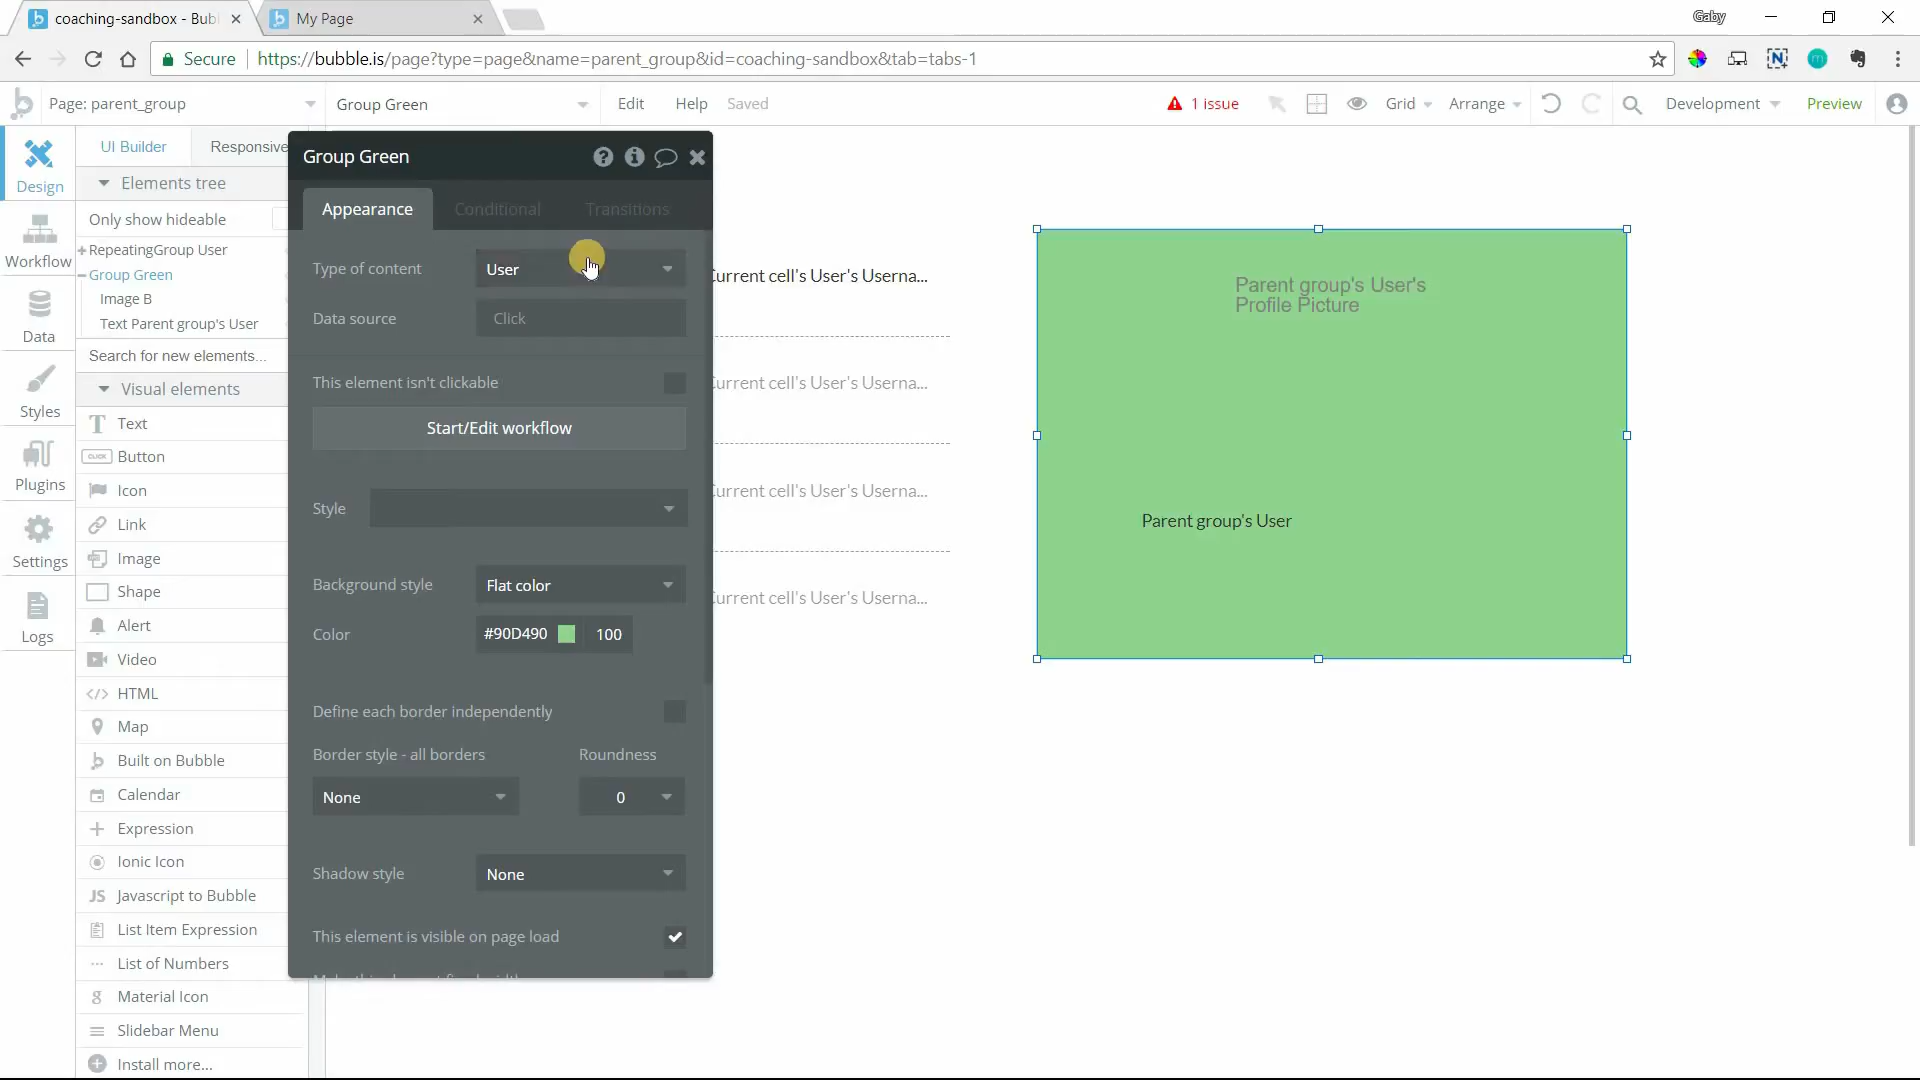 coaching-sandbox - Bub
My Page
Gaby
Secure
https://bubble.is/page?type=page&name=parent_group&id=coaching-sandbox&tab=tabs-1
Page: parent_group
Group Green
Edit
Help
Saved
1 issue
Grid
Arrange
Development
Preview
Design
Workflow
Data
Styles
Plugins
Settings
Logs
UI Builder
Responsive
Elements tree
Only show hideable
RepeatingGroup User
Group Green
Image B
Text Parent group's User
Search for new elements...
Visual elements
Text
CLICK
Button
Icon
Link
Image
Shape
Alert
Video
HTML
Map
Built on Bubble
Calendar
Expression
Ionic Icon
JS Javascript to Bubble
List Item Expression
List of Numbers
g Material Icon
Slidebar Menu
Install more...
Group Green
Appearance
Conditional
Transitions
Type of content
User
Data source
Click
This element isn't clickable
Start/Edit workflow
Style
Background style
Flat color
Color
#90D490
100
Define each border independently
Border style - all borders
Roundness
None
0
Shadow style
None
This element is visible on page load
Current cell's User's Userna...
Current cell's User's Userna...
Current cell's User's Userna...
Current cell's User's Userna...
Parent group's User's
Profile Picture
Parent group's User